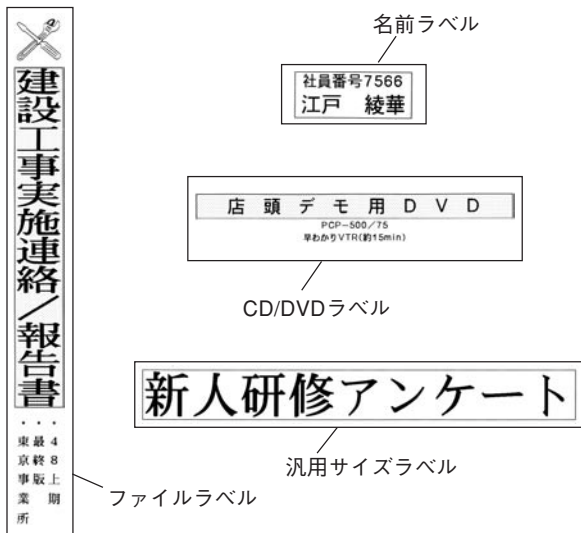 建設工事実施連絡／報告書
・48上期
・最終版
・東京事業所
ファイルラベル
名前ラベル
社員番号7566
江戸　綾華
店頭デモ用DVD
PCP−500／75
早わかりVTR(約15min)
CD/DVDラベル
新人研修アンケート
汎用サイズラベル